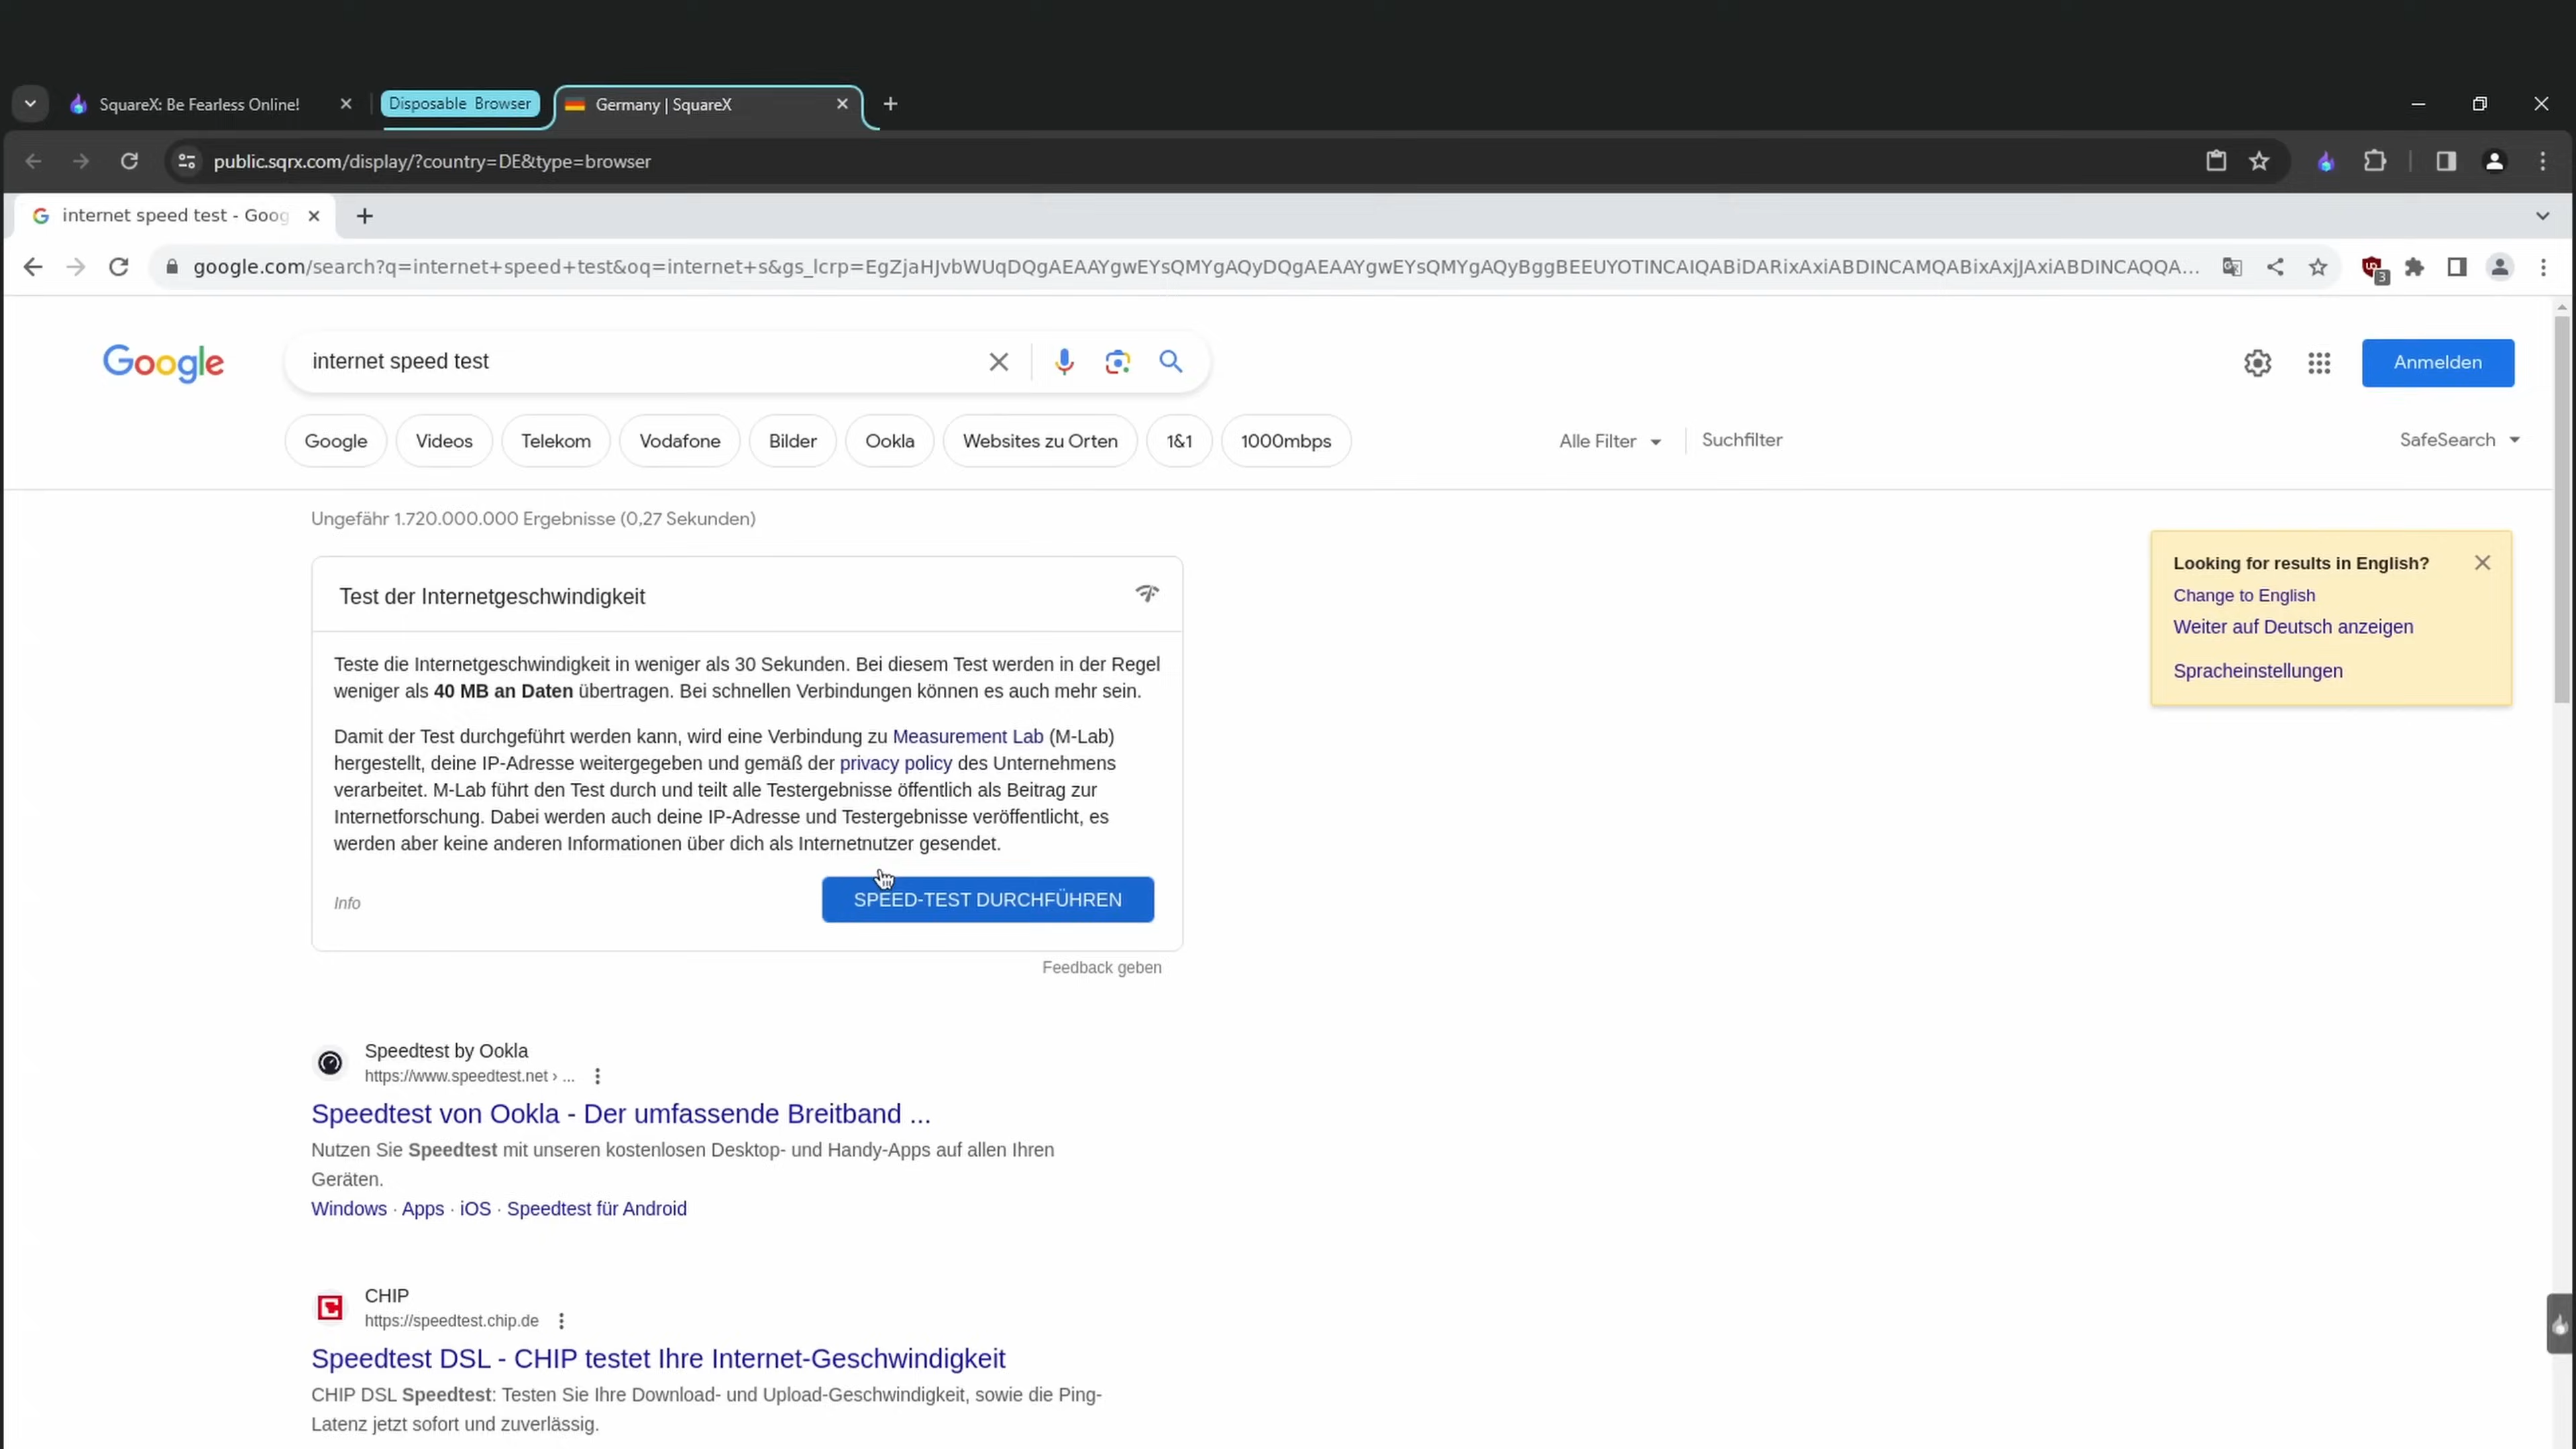 SquareX: Be Fearless Online!
Disposable Browser
Germany | SquareX
public.sqrx.com/display/?country=DE&type=browser
internet speed test - Goog
google.com/search?q=internet+speed+test&oq=internet+s&gs_lcrp=EgZjaHJvbWUqDQgAEAAYgwEYsQMYgAQyDQgAEAAYgwEYsQMYgAQyBggBEEUYOTINCAIQABiDARixAxiABDINCAMQABixAxjJAxiABDINCAQQA...
3
Google
internet speed test
Anmelden
Google
Videos
Telekom
Vodafone
Bilder
Ookla
Websites zu Orten
1&1
1000mbps
Alle Filter
Suchfilter
SafeSearch
Ungefähr 1.720.000.000 Ergebnisse (0,27 Sekunden)
Test der Internetgeschwindigkeit
Teste die Internetgeschwindigkeit in weniger als 30 Sekunden. Bei diesem Test werden in der Regel
weniger als 40 MB an Daten übertragen. Bei schnellen Verbindungen können es auch mehr sein.
Damit der Test durchgeführt werden kann, wird eine Verbindung zu Measurement Lab (M-Lab)
hergestellt, deine IP-Adresse weitergegeben und gemäß der privacy policy des Unternehmens
verarbeitet. M-Lab führt den Test durch und teilt alle Testergebnisse öffentlich als Beitrag zur
Internetforschung. Dabei werden auch deine IP-Adresse und Testergebnisse veröffentlicht, es
werden aber keine anderen Informationen über dich als Internetnutzer gesendet.
Info
SPEED-TEST DURCHFÜHREN
Feedback geben
Looking for results in English?
Change to English
Weiter auf Deutsch anzeigen
Spracheinstellungen
Speedtest by Ookla
https://www.speedtest.net › ...
Speedtest von Ookla - Der umfassende Breitband ...
Nutzen Sie Speedtest mit unseren kostenlosen Desktop- und Handy-Apps auf allen Ihren
Geräten.
Windows · Apps · iOS · Speedtest für Android
CHIP
https://speedtest.chip.de
Speedtest DSL - CHIP testet Ihre Internet-Geschwindigkeit
CHIP DSL Speedtest: Testen Sie Ihre Download- und Upload-Geschwindigkeit, sowie die Ping-
Latenz jetzt sofort und zuverlässig.